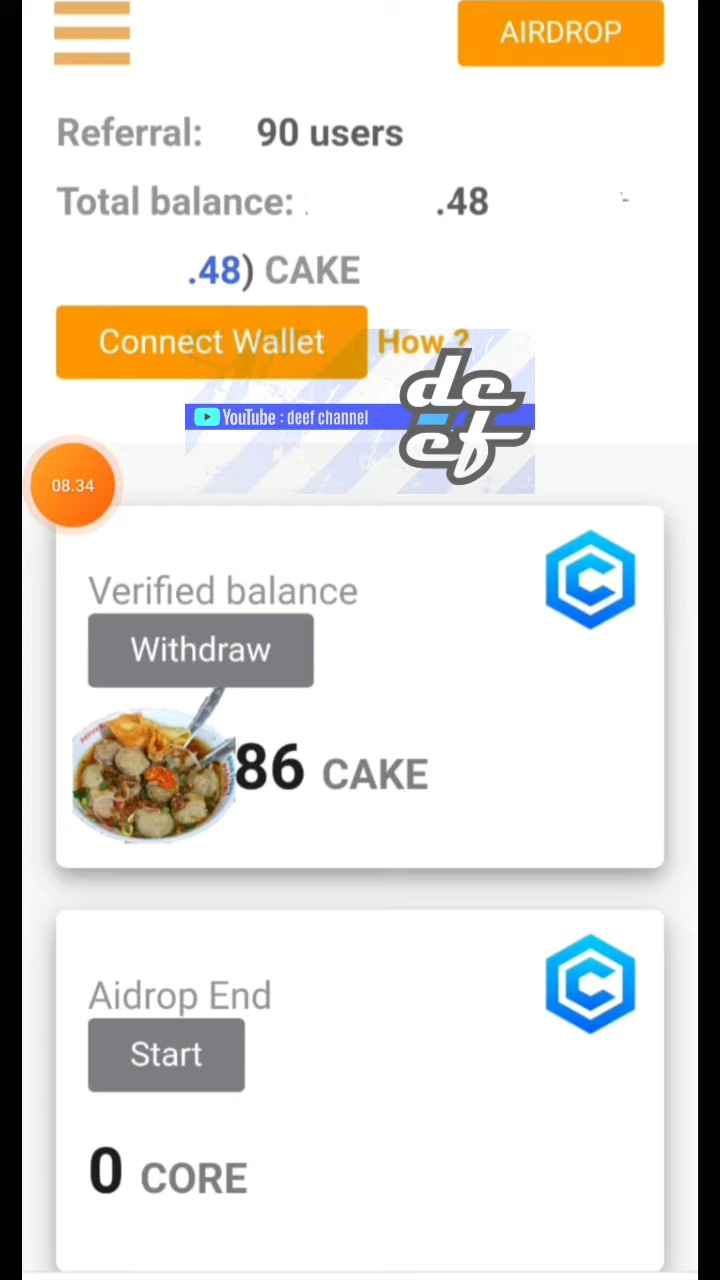 AIRDROP
Referral: 90 users
Total balance: .48
.48) CAKE
Connect Wallet How ?
YouTube : deef channel
deef
08.34
Verified balance
Withdraw
86 CAKE
Aidrop End
Start
0 CORE